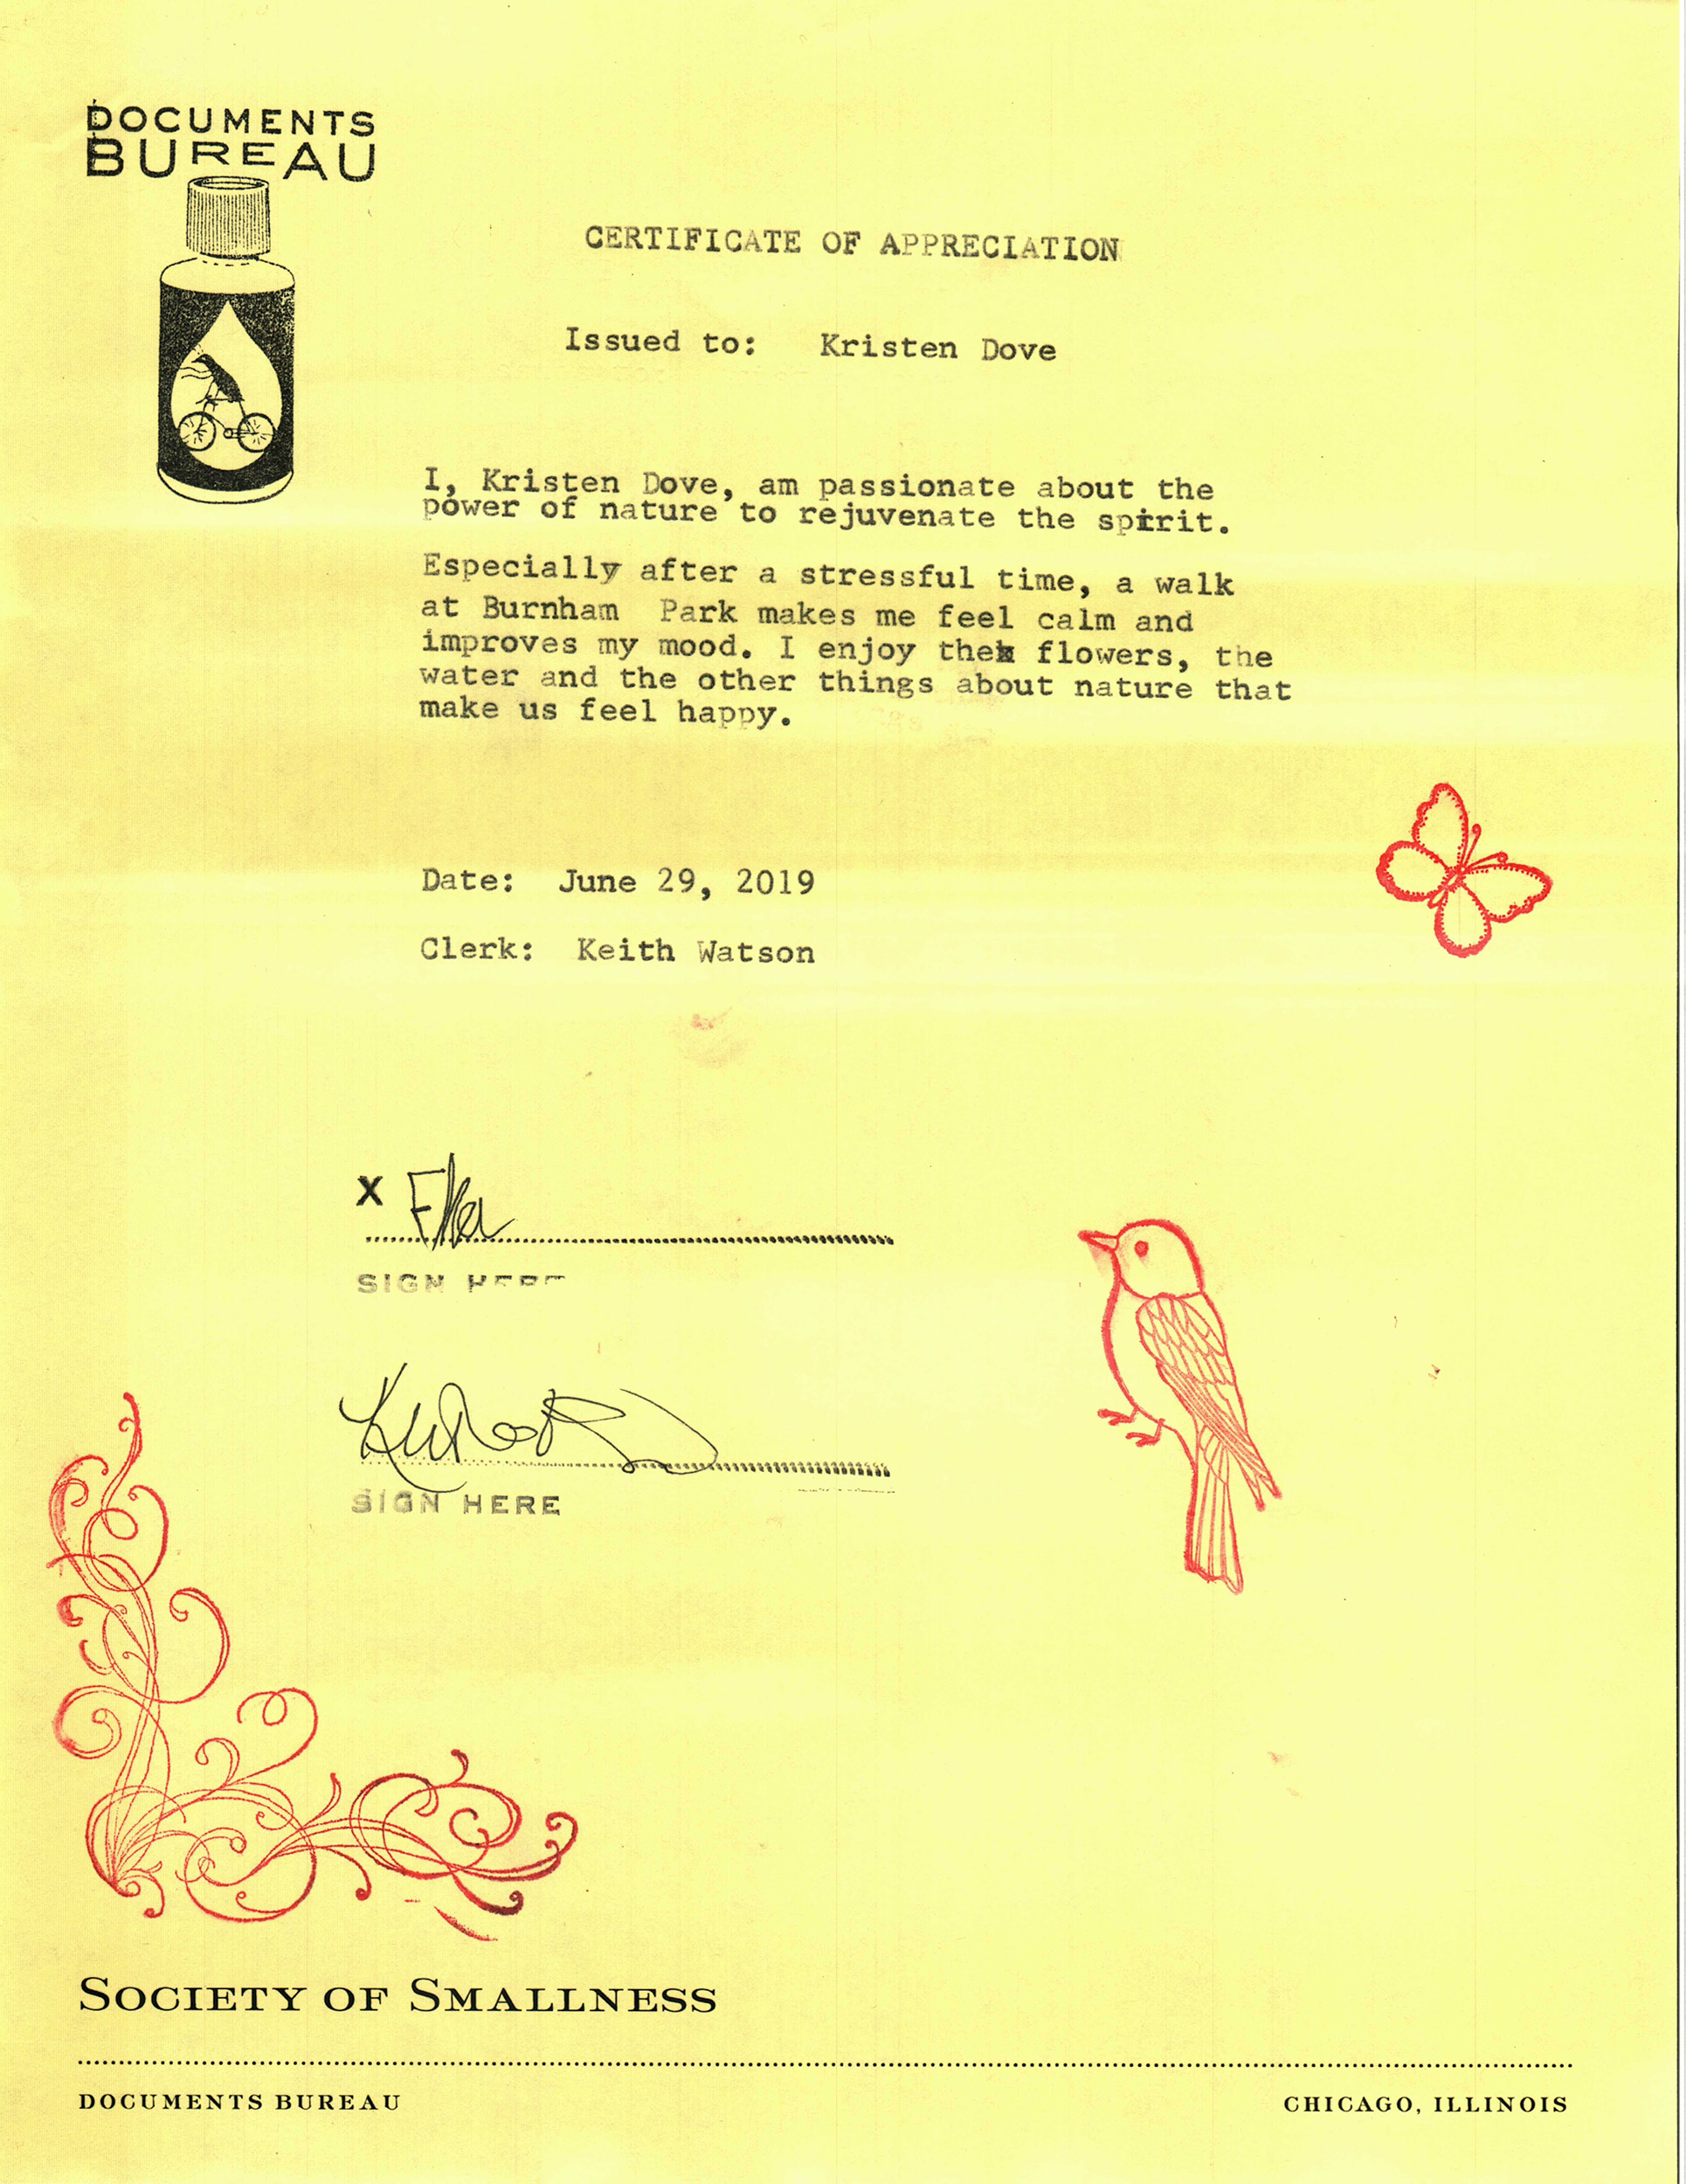 DOCUMENTS
BUREAU
CERTIFICATE OF APPRECIATION
Issued to: Kristen Dove
I, Kristen Dove, am passionate about the
power of nature to rejuvenate the spirit.
Especially after a stressful time, a walk
at Burnham Park makes me feel calm and
improves my mood. I enjoy the flowers, the
water and the other things about nature that
make us feel happy.
Date: June 29, 2019
Clerk: Keith Watson
X
SIGN HERE
SIGN HERE
SOCIETY OF SMALLNESS
DOCUMENTS BUREAU
CHICAGO, ILLINOIS